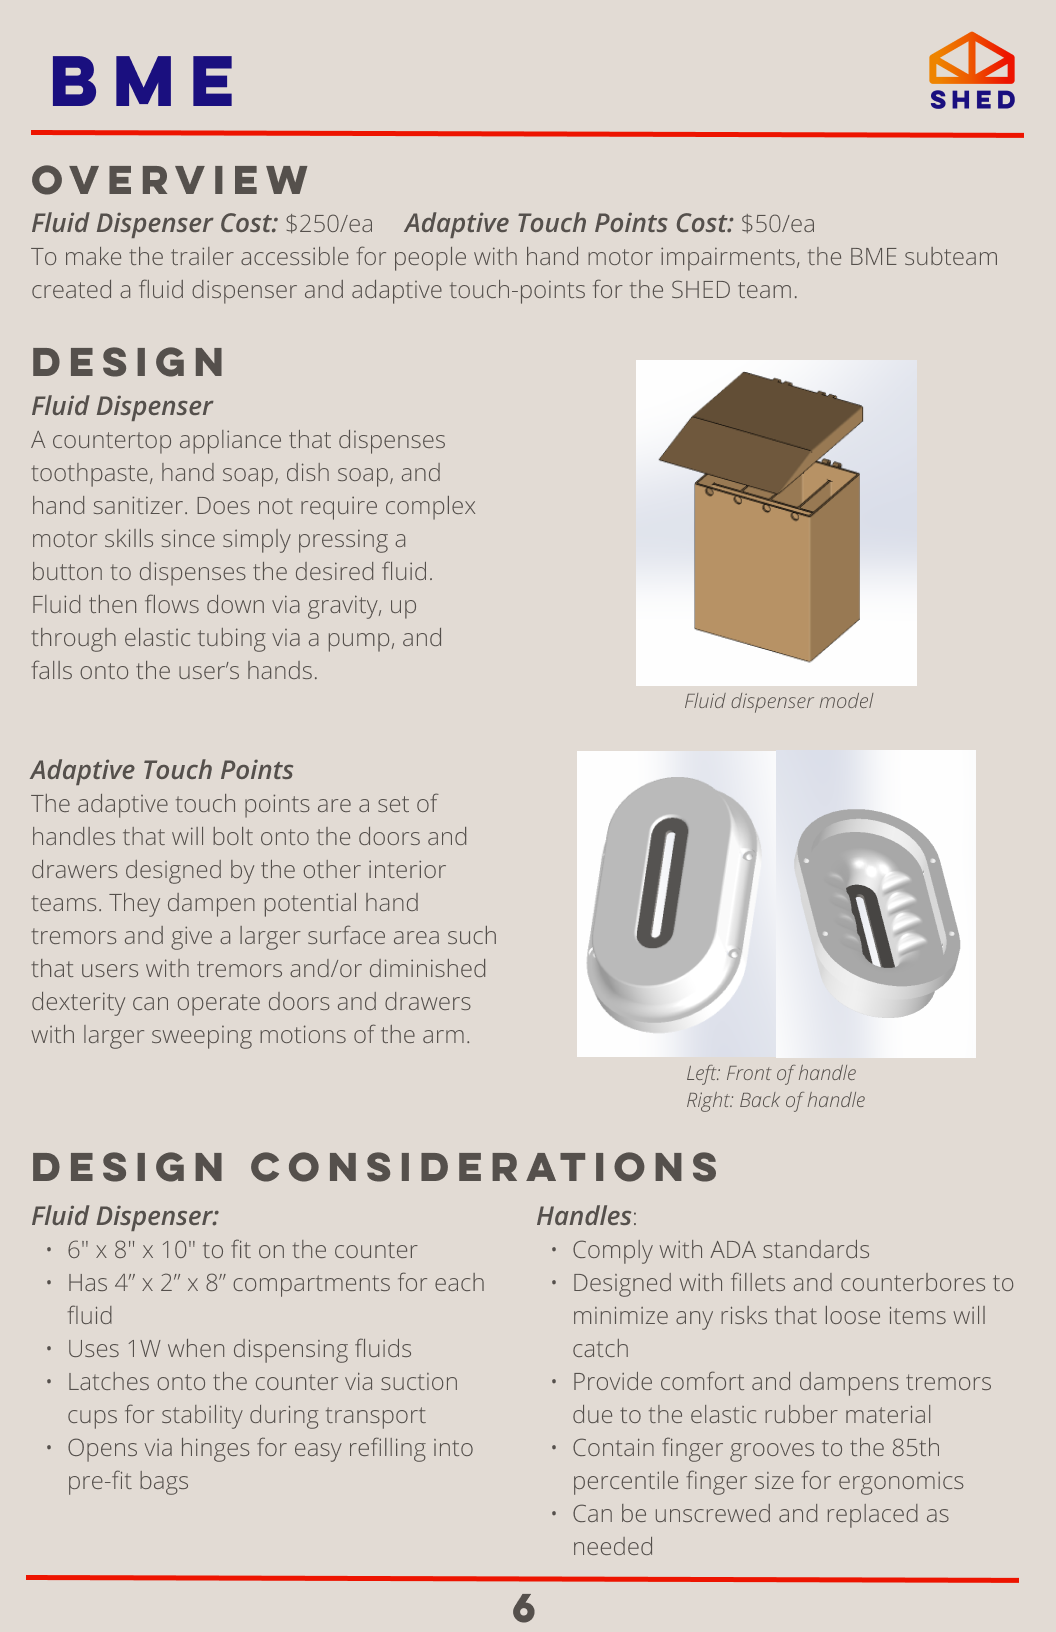 BME
SHED
OVERVIEW
Fluid Dispenser Cost: $250/ea Adaptive Touch Points Cost: $50/ea
To make the trailer accessible for people with hand motor impairments, the BME subteam
created a fluid dispenser and adaptive touch-points for the SHED team.
DESIGN
Fluid Dispenser
A countertop appliance that dispenses
toothpaste, hand soap, dish soap, and
hand sanitizer. Does not require complex
motor skills since simply pressing a
button to dispenses the desired fluid.
Fluid then flows down via gravity, up
through elastic tubing via a pump, and
falls onto the user’s hands.
Fluid dispenser model
Adaptive Touch Points
The adaptive touch points are a set of
handles that will bolt onto the doors and
drawers designed by the other interior
teams. They dampen potential hand
tremors and give a larger surface area such
that users with tremors and/or diminished
dexterity can operate doors and drawers
with larger sweeping motions of the arm.
Left: Front of handle
Right: Back of handle
DESIGN CONSIDERATIONS
Fluid Dispenser:
• 6" x 8" x 10" to fit on the counter
• Has 4” x 2” x 8” compartments for each
fluid
• Uses 1W when dispensing fluids
• Latches onto the counter via suction
cups for stability during transport
• Opens via hinges for easy refilling into
pre-fit bags
Handles:
• Comply with ADA standards
• Designed with fillets and counterbores to
minimize any risks that loose items will
catch
• Provide comfort and dampens tremors
due to the elastic rubber material
• Contain finger grooves to the 85th
percentile finger size for ergonomics
• Can be unscrewed and replaced as
needed
6